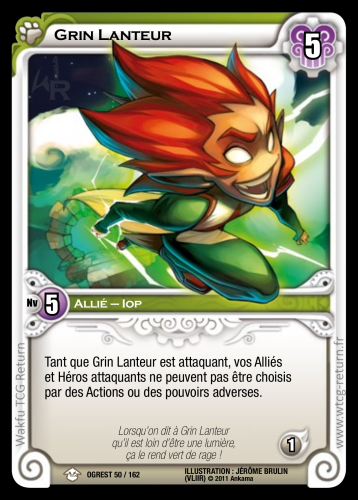 Grin Lanteur
5
Nv 5 Allié – Iop
Tant que Grin Lanteur est attaquant, vos Alliés
et Héros attaquants ne peuvent pas être choisis
par des Actions ou des pouvoirs adverses.
Lorsqu'on dit à Grin Lanteur
qu'il est loin d'être une lumière,
ça le rend vert de rage !
1
OGREST 50 / 162
ILLUSTRATION : JÉRÔME BRULIN
(VLIIR) © 2011 Ankama
Wakfu TCG Return
www.wtcg-return.fr